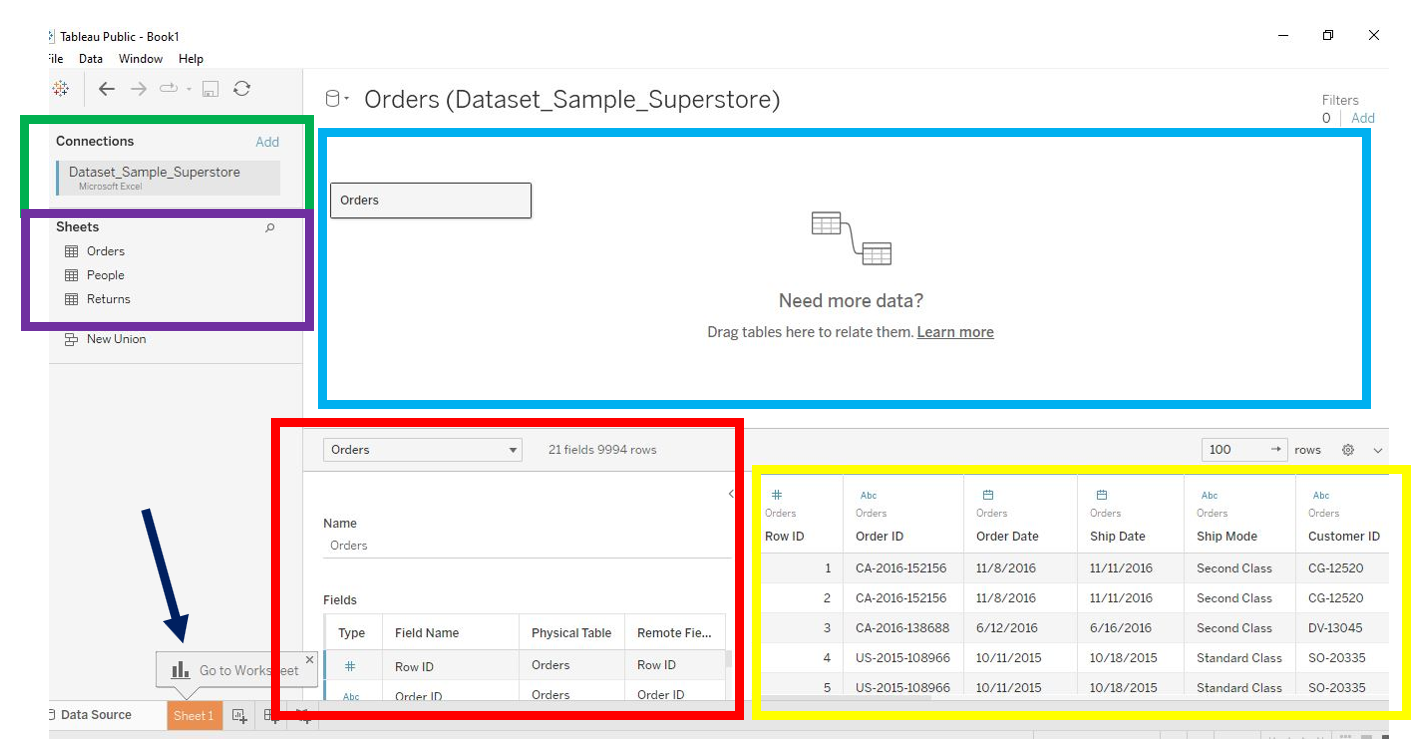 Tableau Public - Book1
File Data Window Help
Orders (Dataset_Sample_Superstore)
Filters
0 Add
Connections Add
Dataset_Sample_Superstore
Microsoft Excel
Sheets
Orders
People
Returns
New Union
Orders
Need more data?
Drag tables here to relate them. Learn more
Orders 21 fields 9994 rows 100 rows
Name
Orders
Fields
Type Field Name Physical Table Remote Fie...
# Row ID Orders Row ID
Abc Order ID Orders Order ID
# Abc Abc Abc
Orders Orders Orders Orders Orders Orders
Row ID Order ID Order Date Ship Date Ship Mode Customer ID
1 CA-2016-152156 11/8/2016 11/11/2016 Second Class CG-12520
2 CA-2016-152156 11/8/2016 11/11/2016 Second Class CG-12520
3 CA-2016-138688 6/12/2016 6/16/2016 Second Class DV-13045
4 US-2015-108966 10/11/2015 10/18/2015 Standard Class SO-20335
5 US-2015-108966 10/11/2015 10/18/2015 Standard Class SO-20335
Go to Worksheet
Data Source Sheet 1